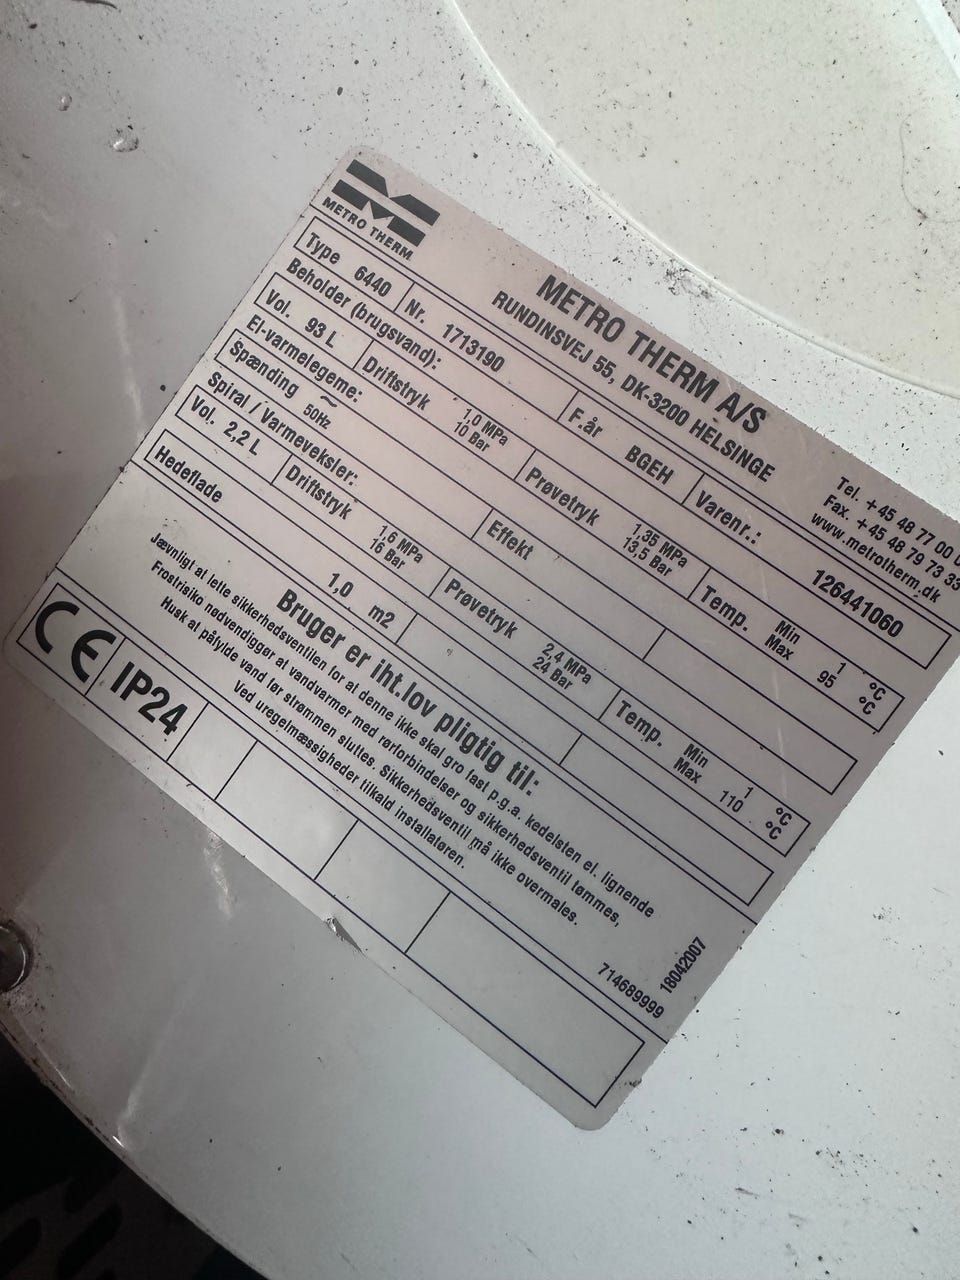 METRO THERM
METRO THERM A/S
RUNDINSVEJ 55, DK-3200 HELSINGE
Tel. +45 48 77 00
Fax. +45 48 79 73 33
www.metrotherm.dk
Type 6440 Nr. 1713190 F.år BGEH Varenr.: 126441060
Beholder (brugsvand):
Vol. 93 L Driftstryk 1,0 MPa 10 Bar Prøvetryk 1,35 MPa 13,5 Bar Temp. Min 1 °C Max 95 °C
El-varmelegeme:
Spænding ~ 50Hz Effekt
Spiral / Varmeveksler:
Vol. 2,2 L Driftstryk 1,6 MPa 16 Bar Prøvetryk 2,4 MPa 24 Bar Temp. Min 1 °C Max 110 °C
Hedeflade 1,0 m2
Bruger er iht.lov pligtig til:
Jævnligt at lette sikkerhedsventilen for at denne ikke skal gro fast p.g.a. kedelsten el. lignende
Frostrisiko nødvendigger at vandvarmer med rørforbindelser og sikkerhedsventil tømmes,
Husk at påfylde vand før strømmen sluttes. Sikkerhedsventil må ikke overmales.
Ved uregelmæssigheder tilkald installatøren.
714689999
18042007
CE IP24